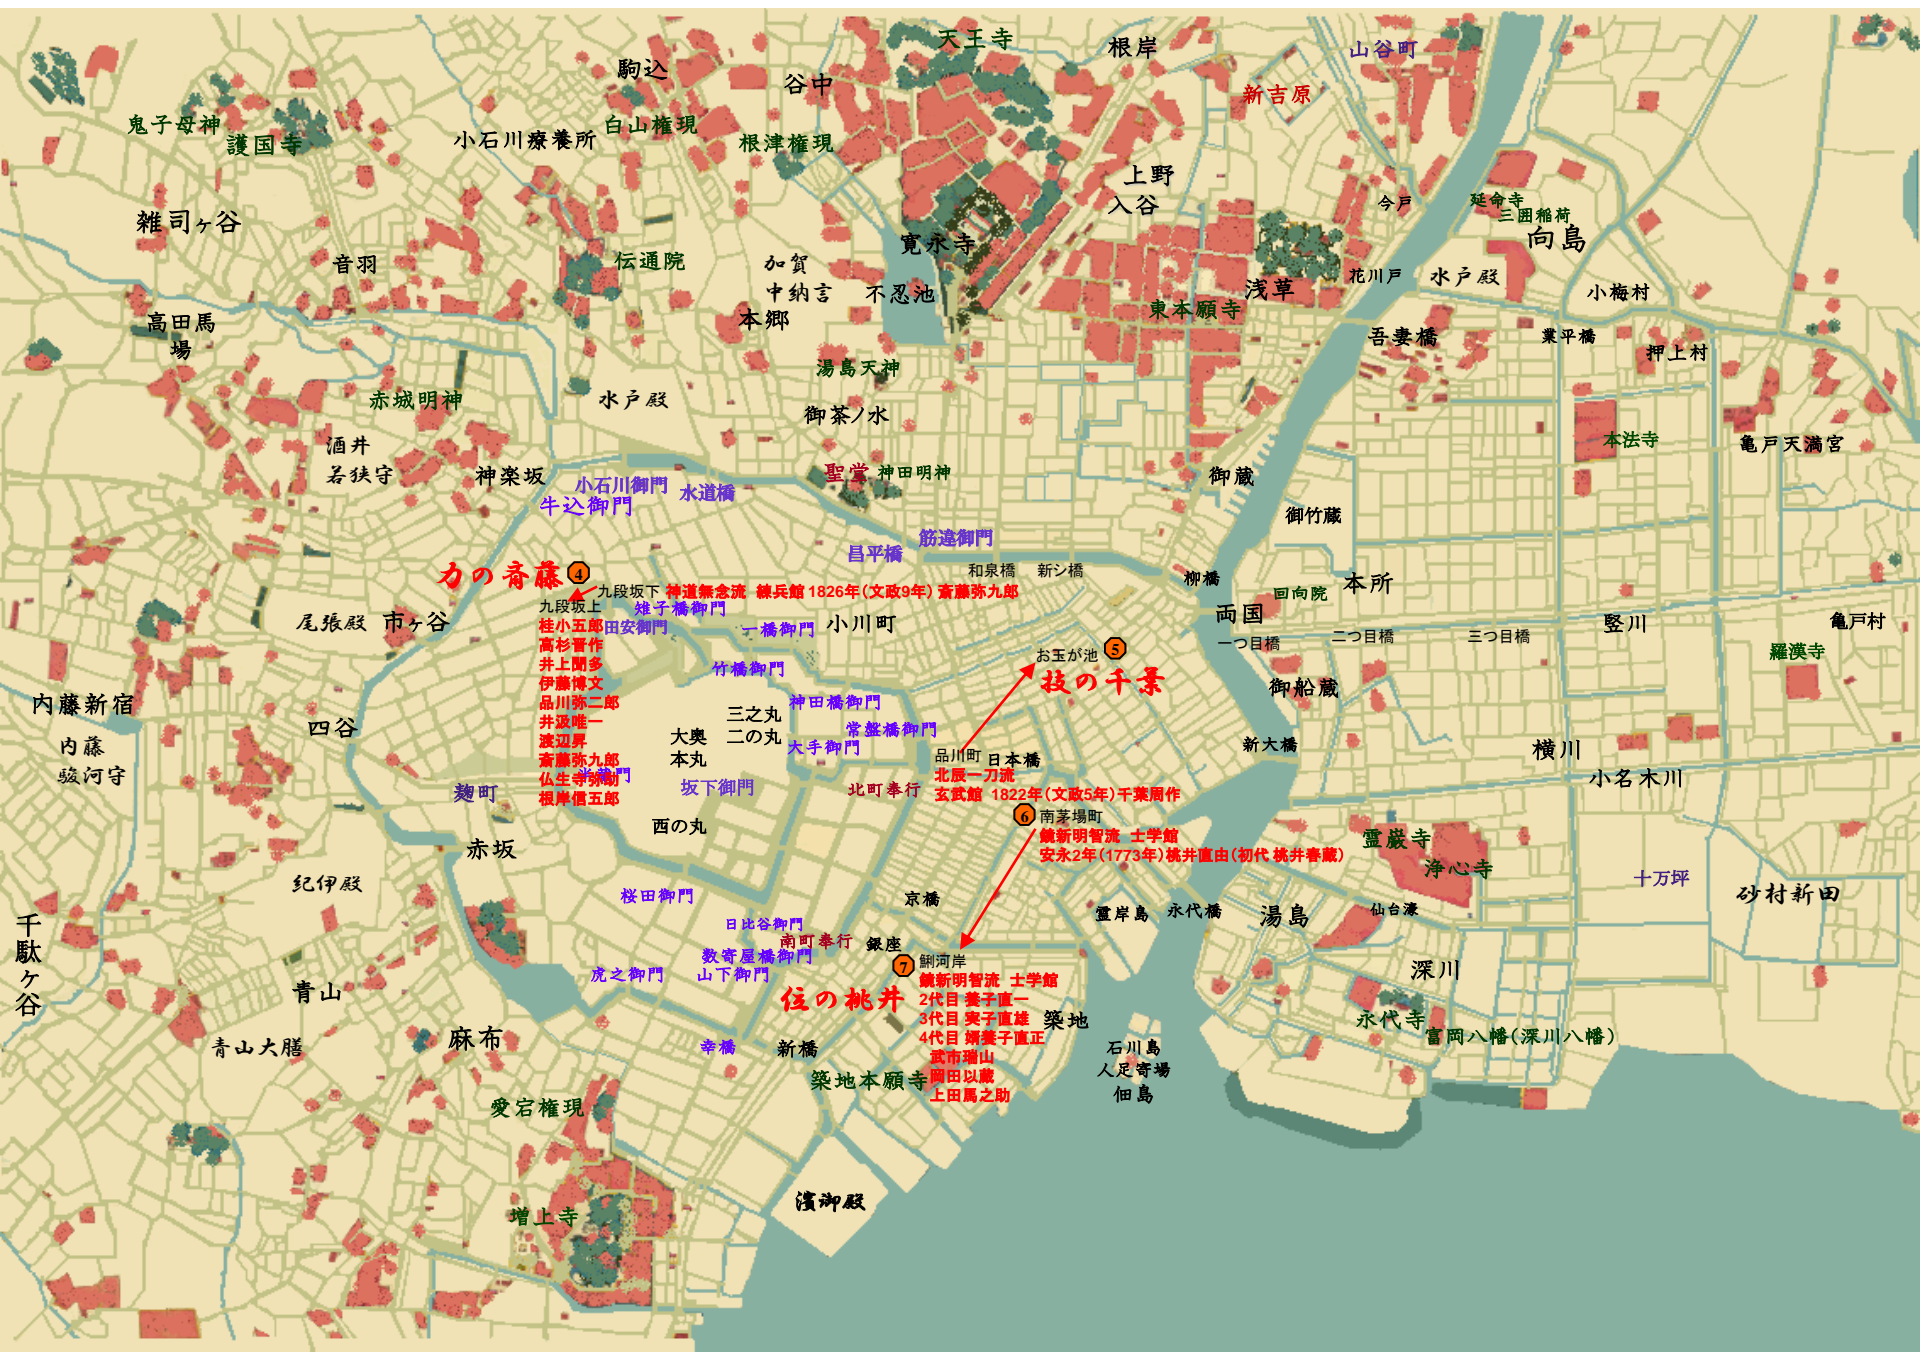 天王寺
根岸
山谷町
駒込
谷中
新吉原
鬼子母神
護国寺
小石川療養所
白山権現
根津権現
上野
入谷
今戸
延命寺
三囲稲荷
向島
雑司ヶ谷
音羽
伝通院
加賀
中納言
寛永寺
不忍池
本郷
浅草
花川戸
水戸殿
小梅村
東本願寺
高田馬
場
吾妻橋
業平橋
押上村
湯島天神
赤城明神
水戸殿
御茶ノ水
酒井
若狭守
神楽坂
小石川御門
水道橋
牛込御門
聖堂
神田明神
御蔵
本法寺
亀戸天満宮
御竹蔵
昌平橋
筋違御門
和泉橋
新シ橋
柳橋
本所
回向院
両国
一つ目橋
二つ目橋
三つ目橋
竪川
亀戸村
羅漢寺
力の斉藤
4
九段坂下
神道無念流 練兵館 1826年(文政9年) 斎藤弥九郎
九段坂上
桂小五郎
高杉晋作
井上聞多
伊藤博文
品川弥二郎
井汲唯一
渡辺昇
斎藤弥九郎
仏生寺弥助
根岸信五郎
雉子橋御門
田安御門
一橋御門
小川町
竹橋御門
尾張殿
市ヶ谷
お玉が池
5
技の千葉
御船蔵
内藤新宿
内藤
駿河守
四谷
神田橋御門
三之丸
二の丸
常盤橋御門
大手御門
大奥
本丸
坂下御門
麹町
西の丸
北町奉行
品川町
日本橋
北辰一刀流
玄武館 1822年(文政5年)千葉周作
新大橋
横川
小名木川
6
南茅場町
鏡新明智流 士学館
安永2年(1773年)桃井直由(初代 桃井春蔵)
赤坂
紀伊殿
霊巌寺
浄心寺
十万坪
砂村新田
桜田御門
日比谷御門
南町奉行
数寄屋橋御門
山下御門
虎之御門
京橋
銀座
霊岸島
永代橋
湯島
仙台濠
深川
千駄ヶ谷
青山
青山大膳
麻布
7
鮒河岸
位の桃井
鏡新明智流 士学館
2代目 養子直一
3代目 実子直雄
4代目 婿養子直正
武市瑞山
岡田以蔵
上田馬之助
築地
幸橋
新橋
築地本願寺
石川島
人足寄場
佃島
永代寺
富岡八幡(深川八幡)
愛宕権現
増上寺
濱御殿